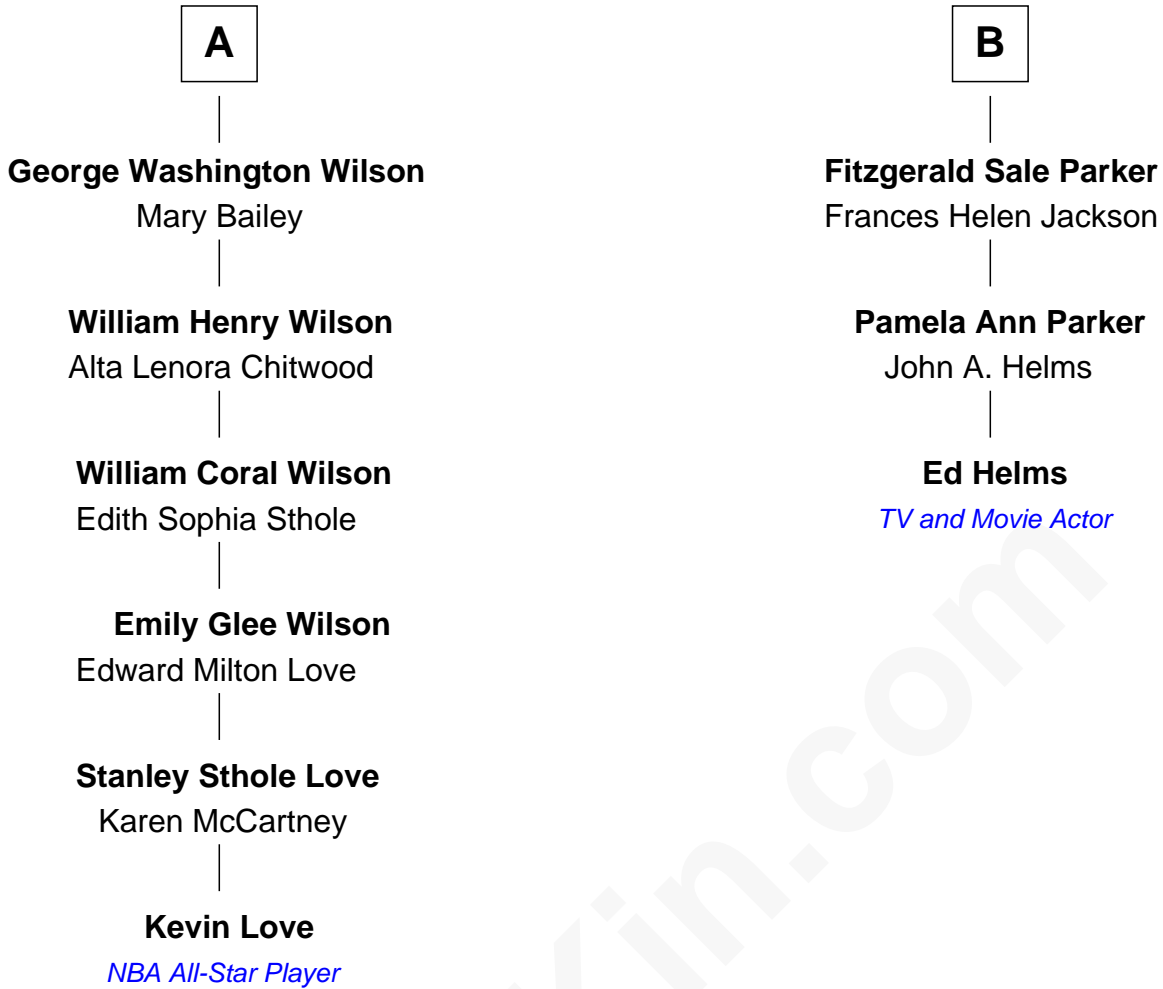 A
George Washington Wilson
Mary Bailey
William Henry Wilson
Alta Lenora Chitwood
William Coral Wilson
Edith Sophia Sthole
Emily Glee Wilson
Edward Milton Love
Stanley Sthole Love
Karen McCartney
Kevin Love
NBA All-Star Player
B
Fitzgerald Sale Parker
Frances Helen Jackson
Pamela Ann Parker
John A. Helms
Ed Helms
TV and Movie Actor
Kin.com